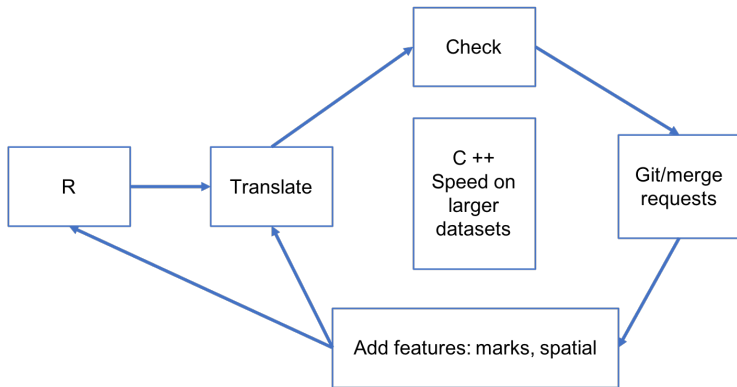 Check
C ++
Speed on
larger
datasets
Git/merge
requests
R
Translate
Add features: marks, spatial